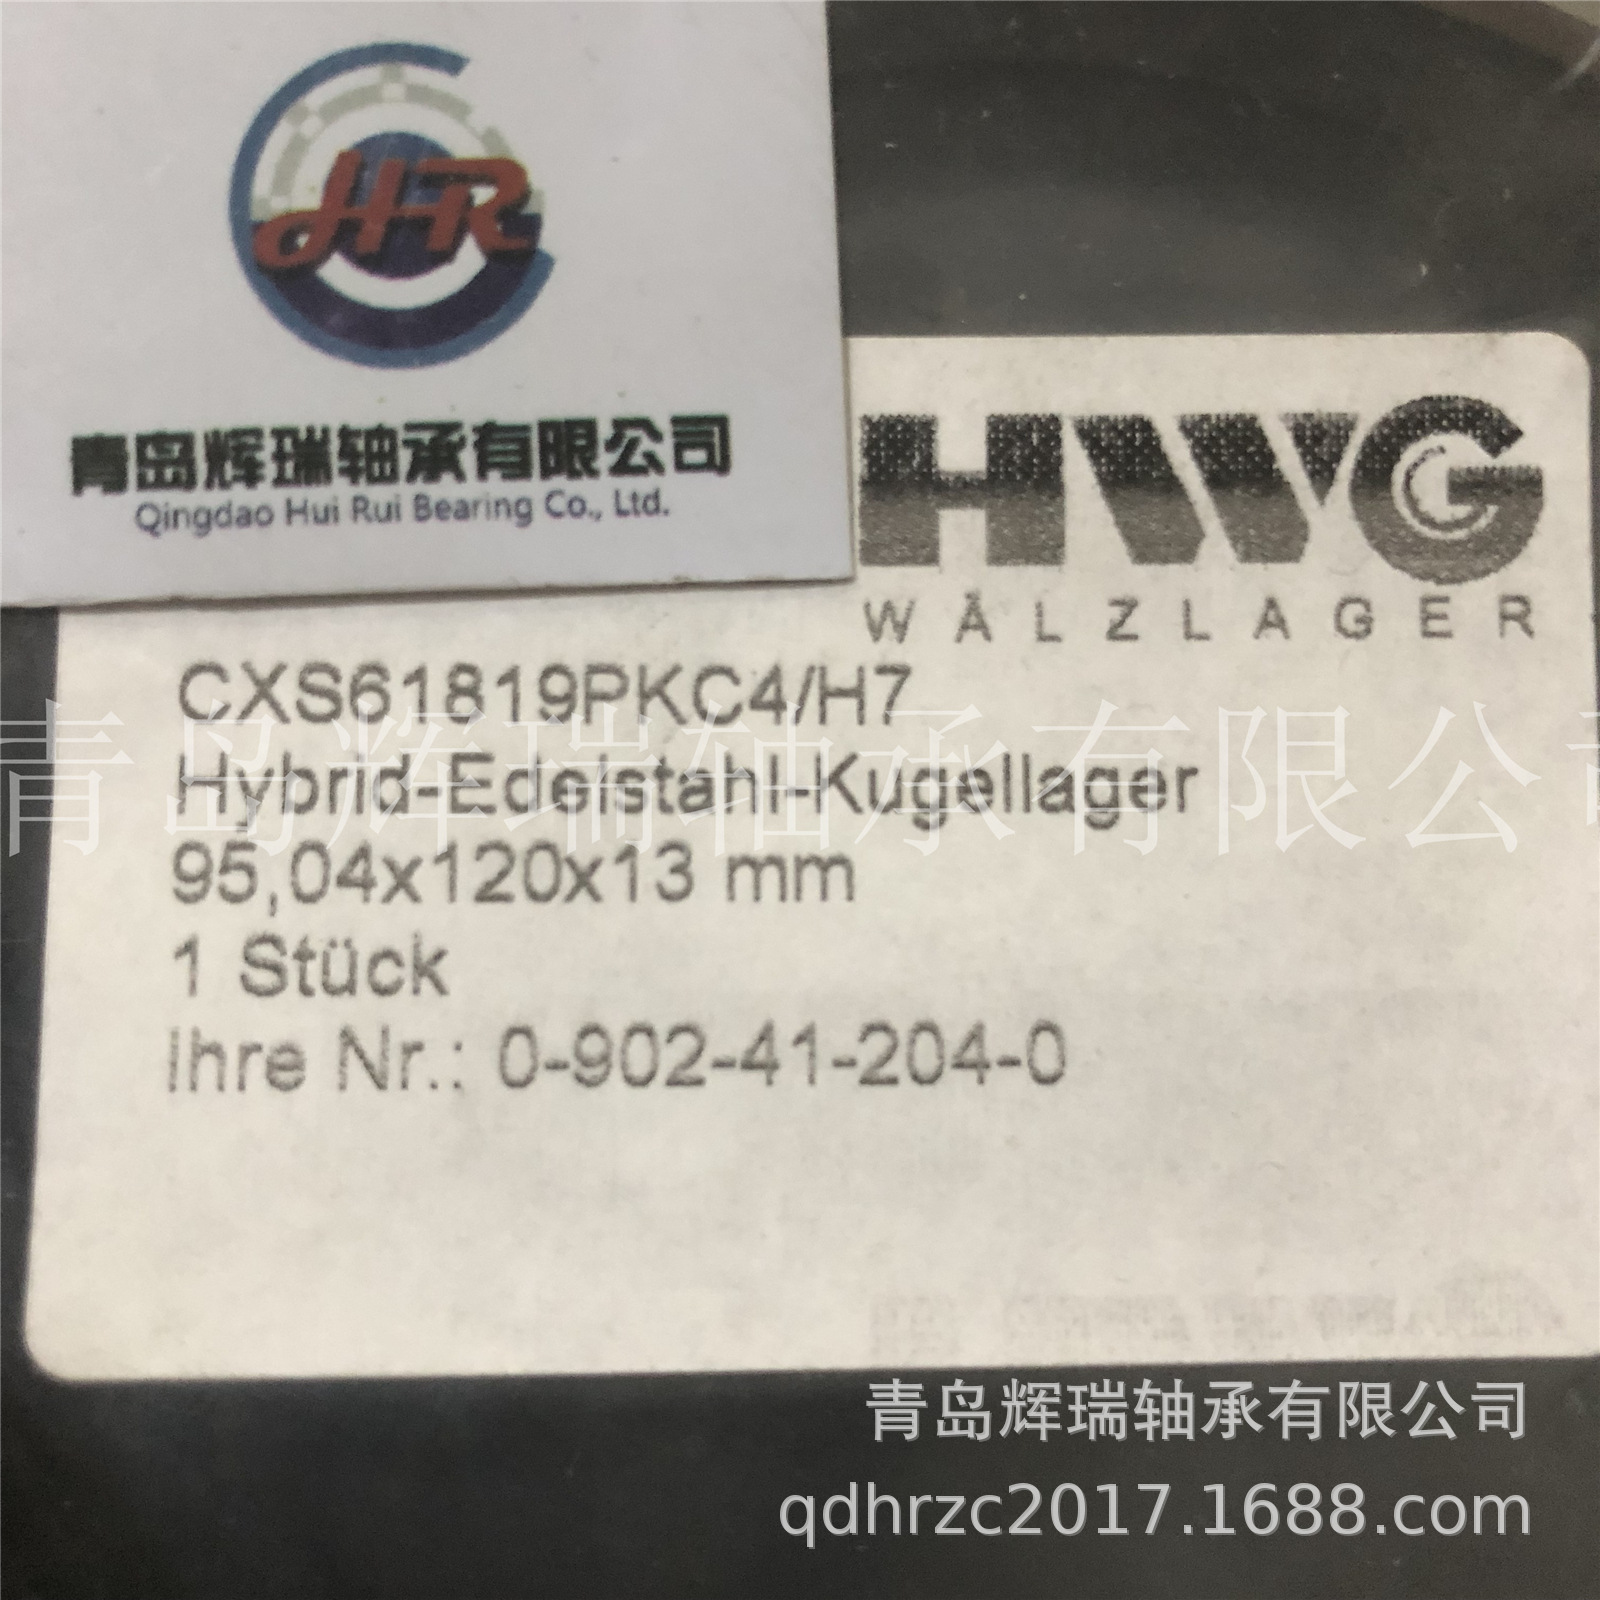 HR
青岛辉瑞轴承有限公司
Qingdao Hui Rui Bearing Co., Ltd.
HWG
WÄLZLAGER
CXS61819PKC4/H7
青岛辉瑞轴承有限公司
Hybrid-Edelstahl-Kugellager
95,04x120x13 mm
1 Stück
Ihre Nr.: 0-902-41-204-0
青岛辉瑞轴承有限公司
qdhrzc2017.1688.com